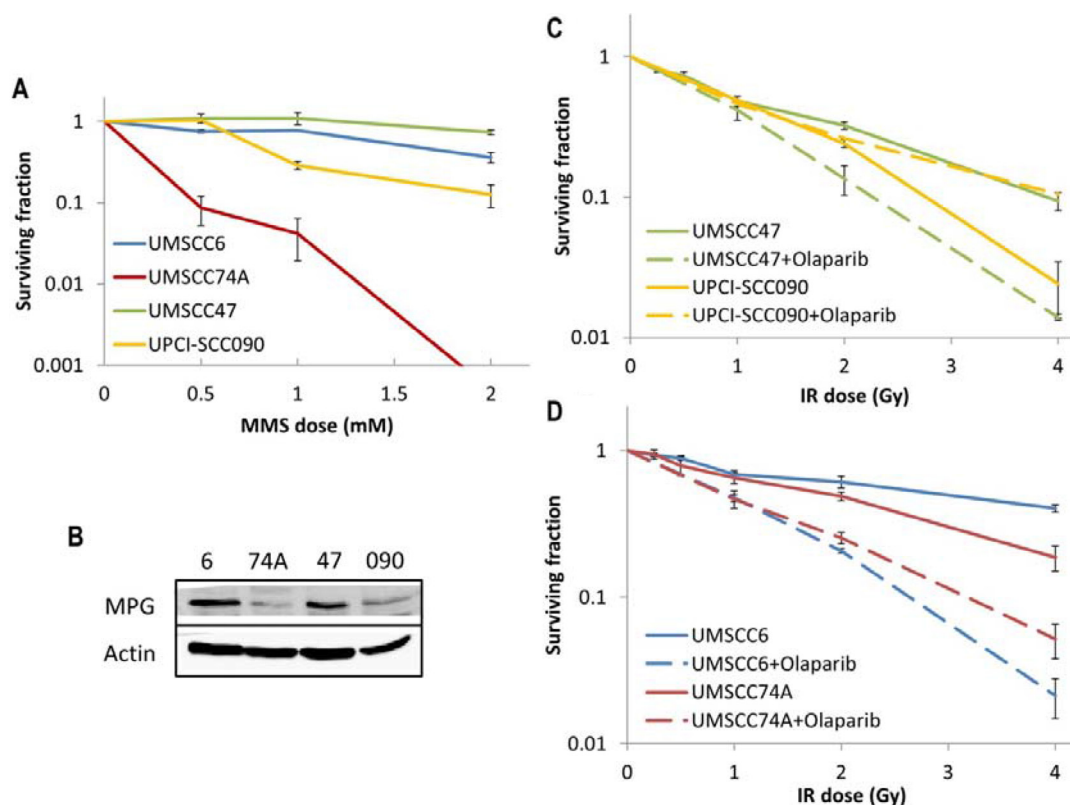 A
Surviving fraction
1
0.1
0.01
0.001
UMSCC6
UMSCC74A
UMSCC47
UPCI-SCC090
0 0.5 1 1.5 2
MMS dose (mM)
B
6 74A 47 090
MPG
Actin
C
Surviving fraction
1
0.1
0.01
UMSCC47
UMSCC47+Olaparib
UPCI-SCC090
UPCI-SCC090+Olaparib
0 1 2 3 4
IR dose (Gy)
D
Surviving fraction
1
0.1
0.01
UMSCC6
UMSCC6+Olaparib
UMSCC74A
UMSCC74A+Olaparib
0 1 2 3 4
IR dose (Gy)